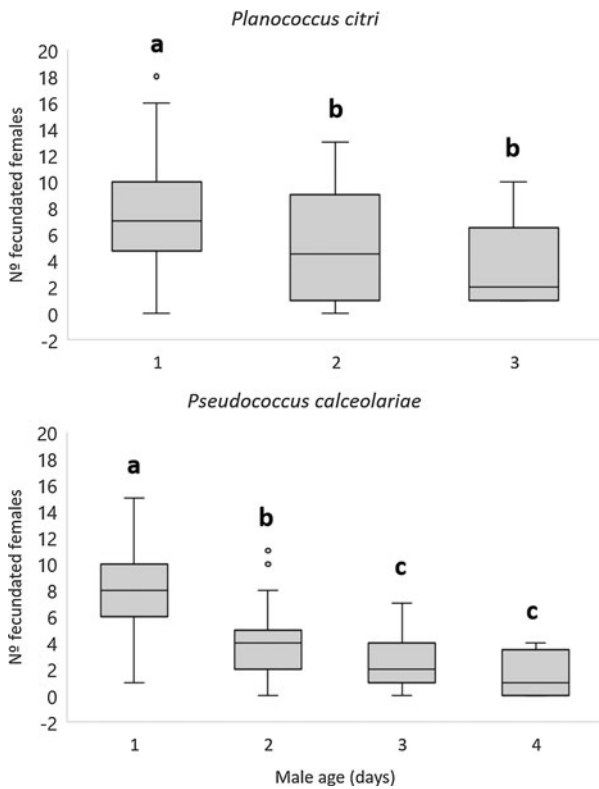 Planococcus citri
Nº fecundated females
20
18
16
14
12
10
8
6
4
2
0
-2
a
b
b
1 2 3
Pseudococcus calceolariae
Nº fecundated females
20
18
16
14
12
10
8
6
4
2
0
-2
a
b
c
c
1 2 3 4
Male age (days)